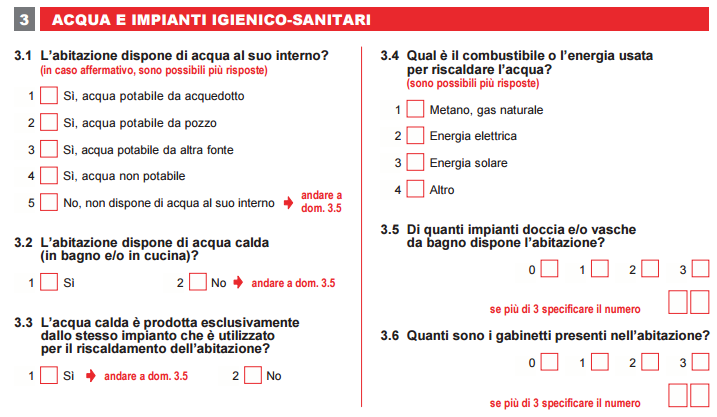 3 ACQUA E IMPIANTI IGIENICO-SANITARI
3.1 L'abitazione dispone di acqua al suo interno?
(in caso affermativo, sono possibili più risposte)
1 Sì, acqua potabile da acquedotto
2 Sì, acqua potabile da pozzo
3 Sì, acqua potabile da altra fonte
4 Sì, acqua non potabile
5 No, non dispone di acqua al suo interno → andare a
dom. 3.5
3.2 L'abitazione dispone di acqua calda
(in bagno e/o in cucina)?
1 Sì 2 No → andare a dom. 3.5
3.3 L'acqua calda è prodotta esclusivamente
dallo stesso impianto che è utilizzato
per il riscaldamento dell'abitazione?
1 Sì → andare a dom. 3.5 2 No
3.4 Qual è il combustibile o l'energia usata
per riscaldare l'acqua?
(sono possibili più risposte)
1 Metano, gas naturale
2 Energia elettrica
3 Energia solare
4 Altro
3.5 Di quanti impianti doccia e/o vasche
da bagno dispone l'abitazione?
0 1 2 3
se più di 3 specificare il numero
3.6 Quanti sono i gabinetti presenti nell'abitazione?
0 1 2 3
se più di 3 specificare il numero